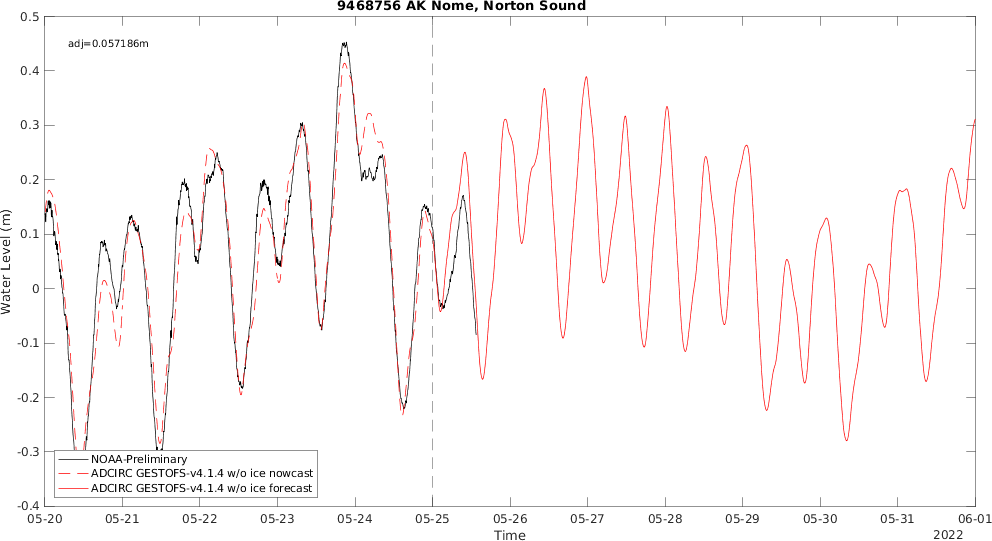 9468756 AK Nome, Norton Sound
adj=0.057186m
0.5
0.4
0.3
0.2
0.1
0
-0.1
-0.2
-0.3
-0.4
Water Level (m)
NOAA-Preliminary
ADCIRC GESTOFS-v4.1.4 w/o ice nowcast
ADCIRC GESTOFS-v4.1.4 w/o ice forecast
05-20 05-21 05-22 05-23 05-24 05-25 05-26 05-27 05-28 05-29 05-30 05-31 06-01
Time
2022